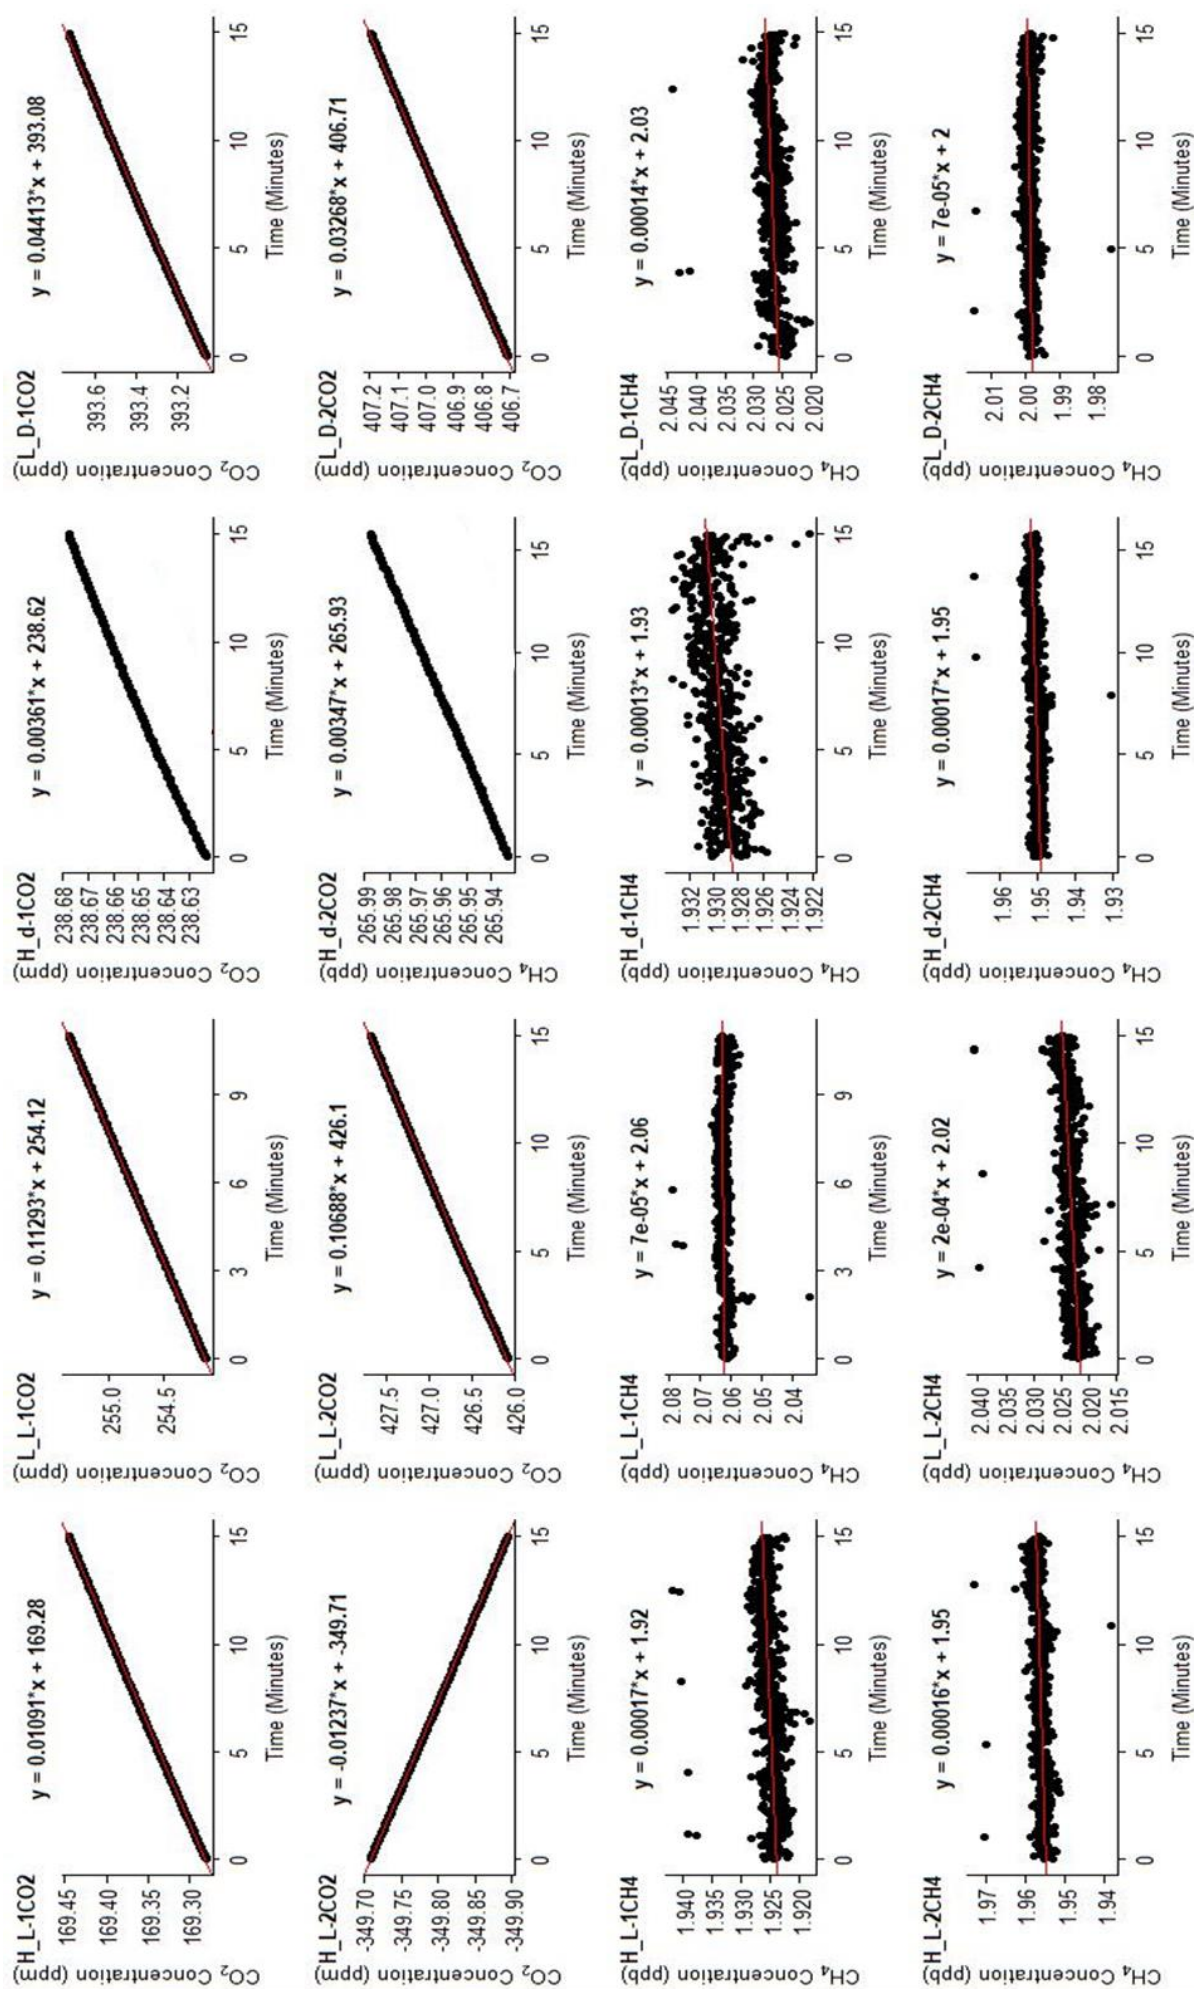 H_L-1CO2
y = 0.01091*x + 169.28
CO₂ Concentration (ppm)
169.45
169.40
169.35
169.30
0 5 10 15
Time (Minutes)
L_L-1CO2
y = 0.11293*x + 254.12
CO₂ Concentration (ppm)
255.0
254.5
0 3 6 9
Time (Minutes)
H_d-1CO2
y = 0.00361*x + 238.62
CO₂ Concentration (ppm)
238.68
238.67
238.66
238.65
238.64
238.63
0 5 10 15
Time (Minutes)
L_D-1CO2
y = 0.04413*x + 393.08
CO₂ Concentration (ppm)
393.6
393.4
393.2
0 5 10 15
Time (Minutes)
H_L-2CO2
y = -0.01237*x + -349.71
CO₂ Concentration (ppm)
-349.70
-349.75
-349.80
-349.85
-349.90
0 5 10 15
Time (Minutes)
L_L-2CO2
y = 0.10688*x + 426.1
CO₂ Concentration (ppm)
427.5
427.0
426.5
426.0
0 5 10 15
Time (Minutes)
H_d-2CO2
y = 0.00347*x + 265.93
CH₄ Concentration (ppm)
265.99
265.98
265.97
265.96
265.95
265.94
0 5 10 15
Time (Minutes)
L_D-2CO2
y = 0.03268*x + 406.71
CO₂ Concentration (ppm)
407.2
407.1
407.0
406.9
406.8
406.7
0 5 10 15
Time (Minutes)
H_L-1CH4
y = 0.00017*x + 1.92
CH₄ Concentration (ppb)
1.940
1.935
1.930
1.925
1.920
0 5 10 15
Time (Minutes)
L_L-1CH4
y = 7e-05*x + 2.06
CH₄ Concentration (ppb)
2.08
2.07
2.06
2.05
2.04
0 3 6 9
Time (Minutes)
H_d-1CH4
y = 0.00013*x + 1.93
CH₄ Concentration (ppb)
1.932
1.930
1.928
1.926
1.924
1.922
0 5 10 15
Time (Minutes)
L_D-1CH4
y = 0.00014*x + 2.03
CH₄ Concentration (ppb)
2.045
2.040
2.035
2.030
2.025
2.020
0 5 10 15
Time (Minutes)
H_L-2CH4
y = 0.00016*x + 1.95
CH₄ Concentration (ppb)
1.97
1.96
1.95
1.94
0 5 10 15
Time (Minutes)
L_L-2CH4
y = 2e-04*x + 2.02
CH₄ Concentration (ppb)
2.040
2.035
2.030
2.025
2.020
2.015
0 5 10 15
Time (Minutes)
H_d-2CH4
y = 0.00017*x + 1.95
CH₄ Concentration (ppb)
1.96
1.95
1.94
1.93
0 5 10 15
Time (Minutes)
L_D-2CH4
y = 7e-05*x + 2
CH₄ Concentration (ppb)
2.01
2.00
1.99
1.98
0 5 10 15
Time (Minutes)